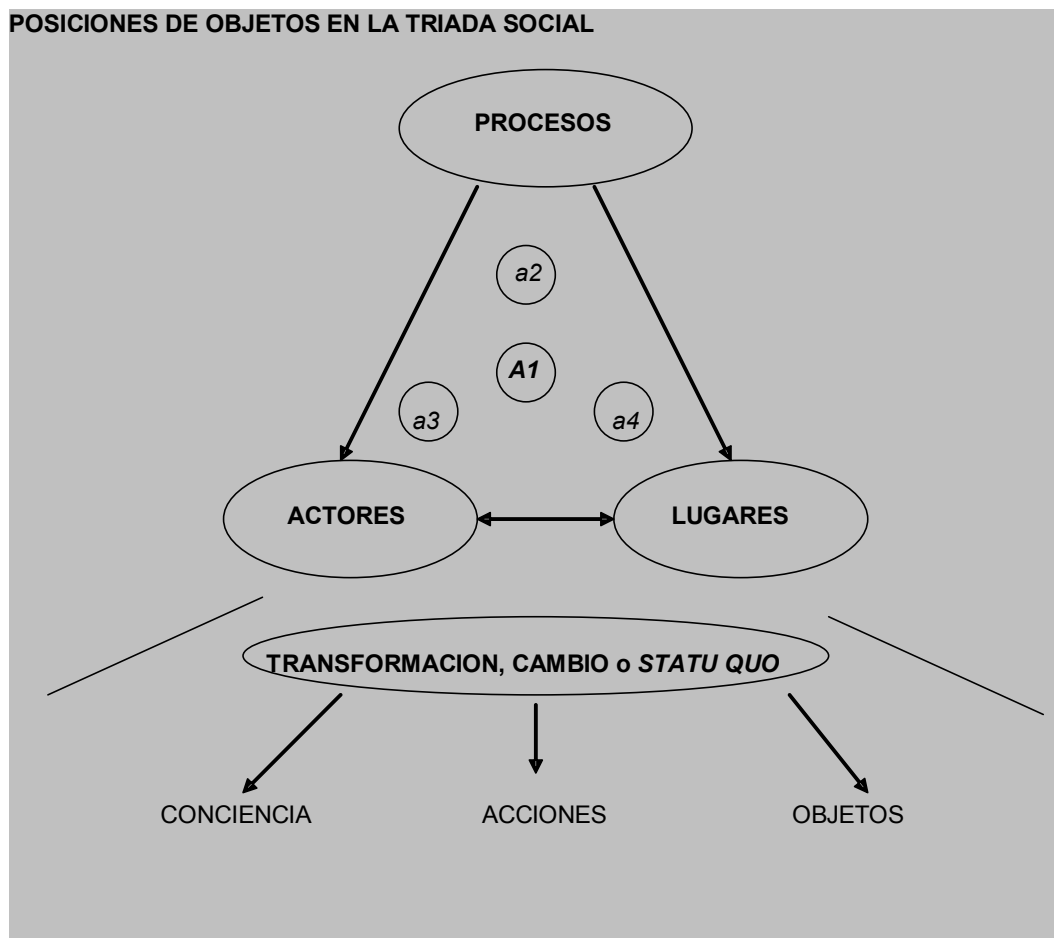 POSICIONES DE OBJETOS EN LA TRIADA SOCIAL
PROCESOS
a2
A1
a3
a4
ACTORES
LUGARES
TRANSFORMACION, CAMBIO o STATU QUO
CONCIENCIA
ACCIONES
OBJETOS